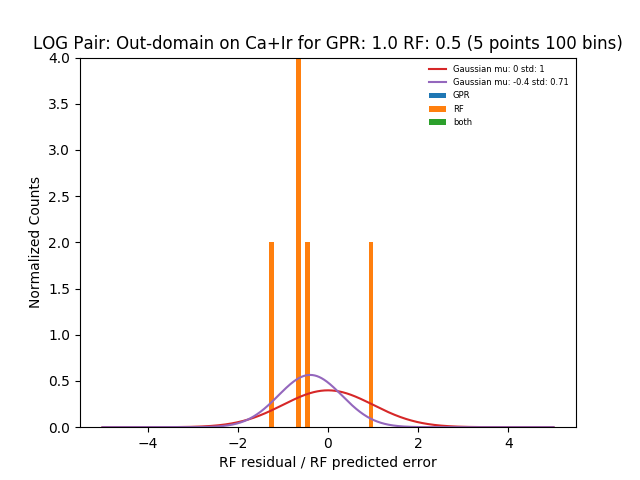 LOG Pair: Out-domain on Ca+Ir for GPR: 1.0 RF: 0.5 (5 points 100 bins)
Gaussian mu: 0 std: 1
Gaussian mu: -0.4 std: 0.71
GPR
RF
both
Normalized Counts
4.0
3.5
3.0
2.5
2.0
1.5
1.0
0.5
0.0
−4 −2 0 2 4
RF residual / RF predicted error